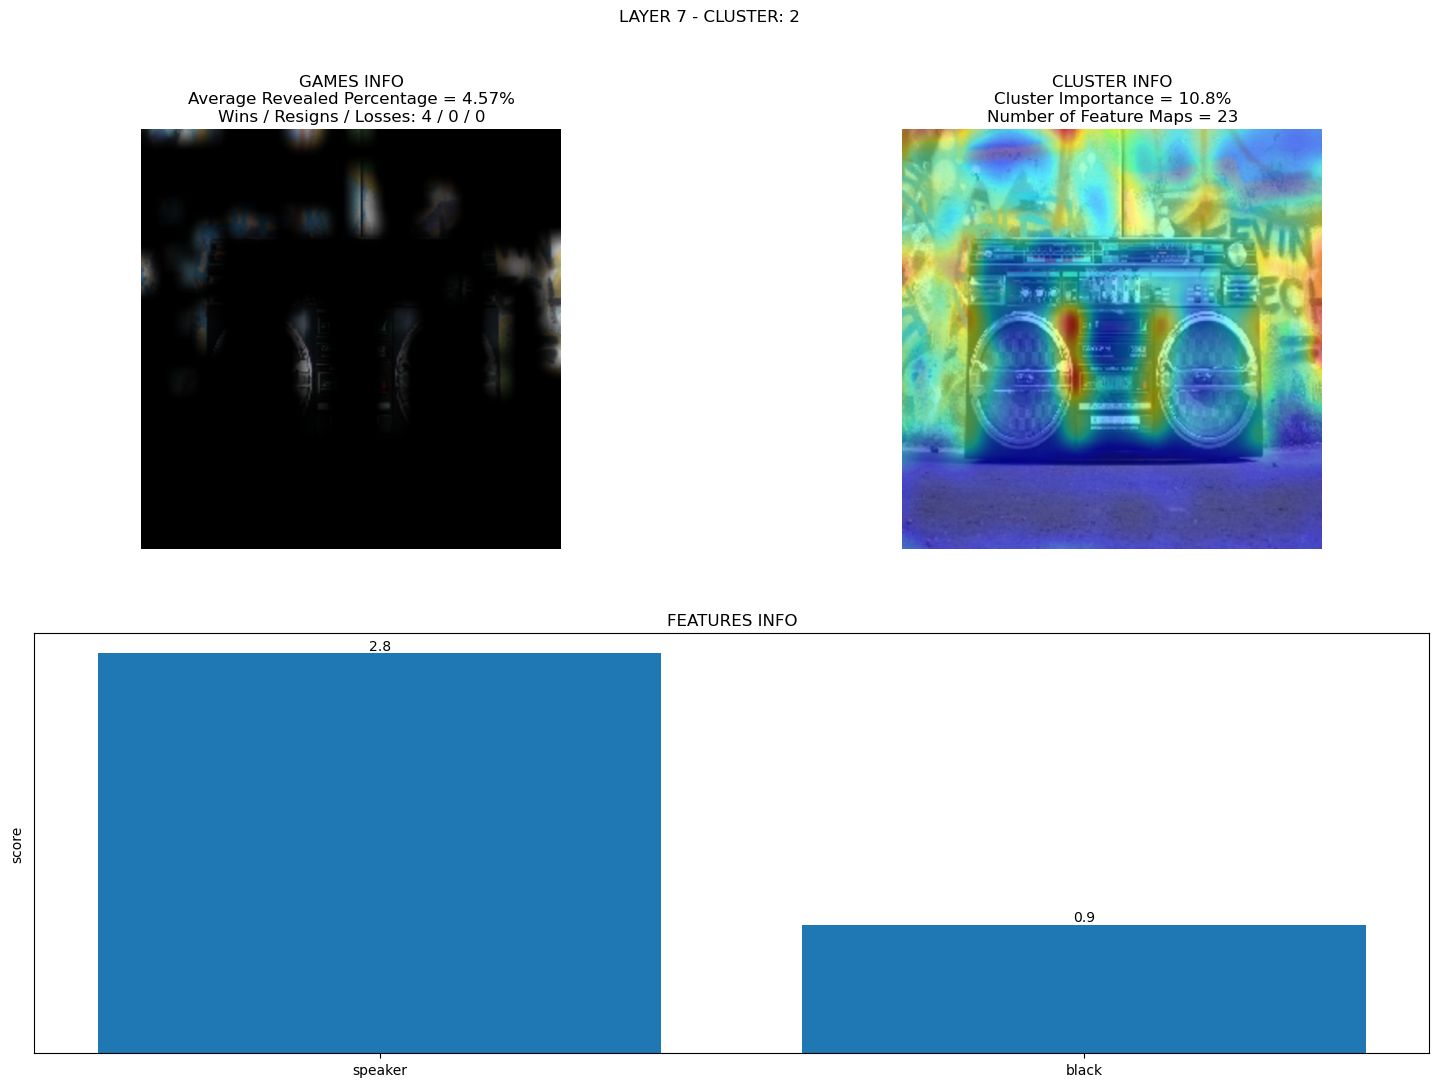 LAYER 7 - CLUSTER: 2
GAMES INFO
Average Revealed Percentage = 4.57%
Wins / Resigns / Losses: 4 / 0 / 0
CLUSTER INFO
Cluster Importance = 10.8%
Number of Feature Maps = 23
EVIN
FEATURES INFO
2.8
0.9
score
speaker
black